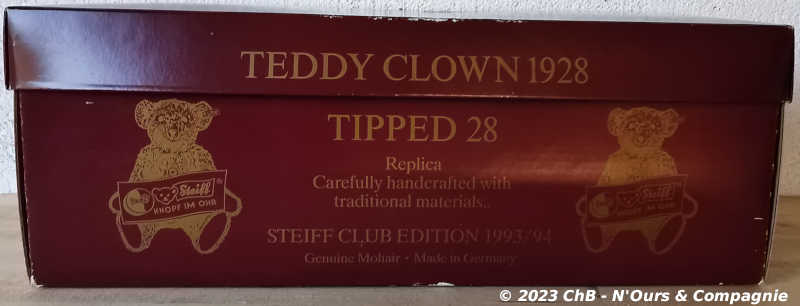 TEDDY CLOWN 1928
TIPPED 28
Replica
Carefully handcrafted with
traditional materials..
STEIFF CLUB EDITION 1993/94
Genuine Mohair • Made in Germany
Steiff
KNOPF IM OHR
Steiff
KNOPF IM OHR
© 2023 ChB - N'Ours & Compagnie